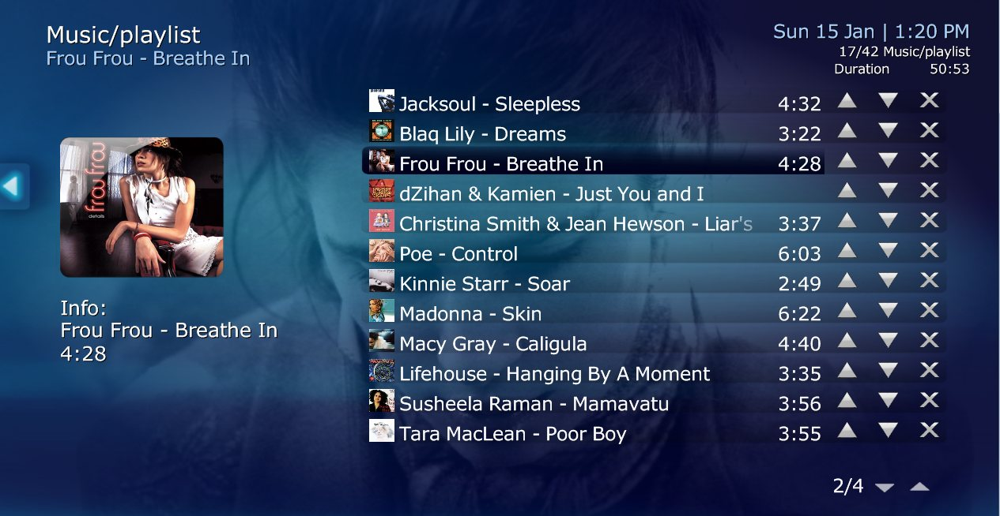 Music/playlist
Frou Frou - Breathe In
Sun 15 Jan | 1:20 PM
17/42 Music/playlist
Duration 50:53
Jacksoul - Sleepless 4:32
Blaq Lily - Dreams 3:22
Frou Frou - Breathe In 4:28
dZihan & Kamien - Just You and I
Christina Smith & Jean Hewson - Liar's 3:37
Poe - Control 6:03
Kinnie Starr - Soar 2:49
Madonna - Skin 6:22
Macy Gray - Caligula 4:40
Lifehouse - Hanging By A Moment 3:35
Susheela Raman - Mamavatu 3:56
Tara MacLean - Poor Boy 3:55
frou frou
details
Info:
Frou Frou - Breathe In
4:28
2/4